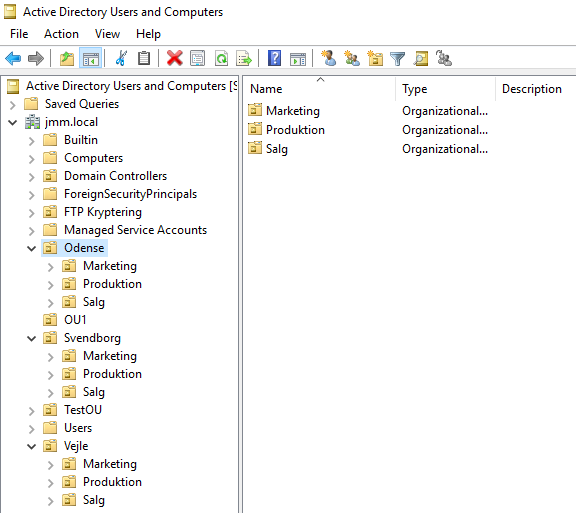 Active Directory Users and Computers
File Action View Help
Active Directory Users and Computers [S
Saved Queries
jmm.local
Builtin
Computers
Domain Controllers
ForeignSecurityPrincipals
FTP Kryptering
Managed Service Accounts
Odense
Marketing
Produktion
Salg
OU1
Svendborg
Marketing
Produktion
Salg
TestOU
Users
Vejle
Marketing
Produktion
Salg
Name Type Description
Marketing Organizational...
Produktion Organizational...
Salg Organizational...